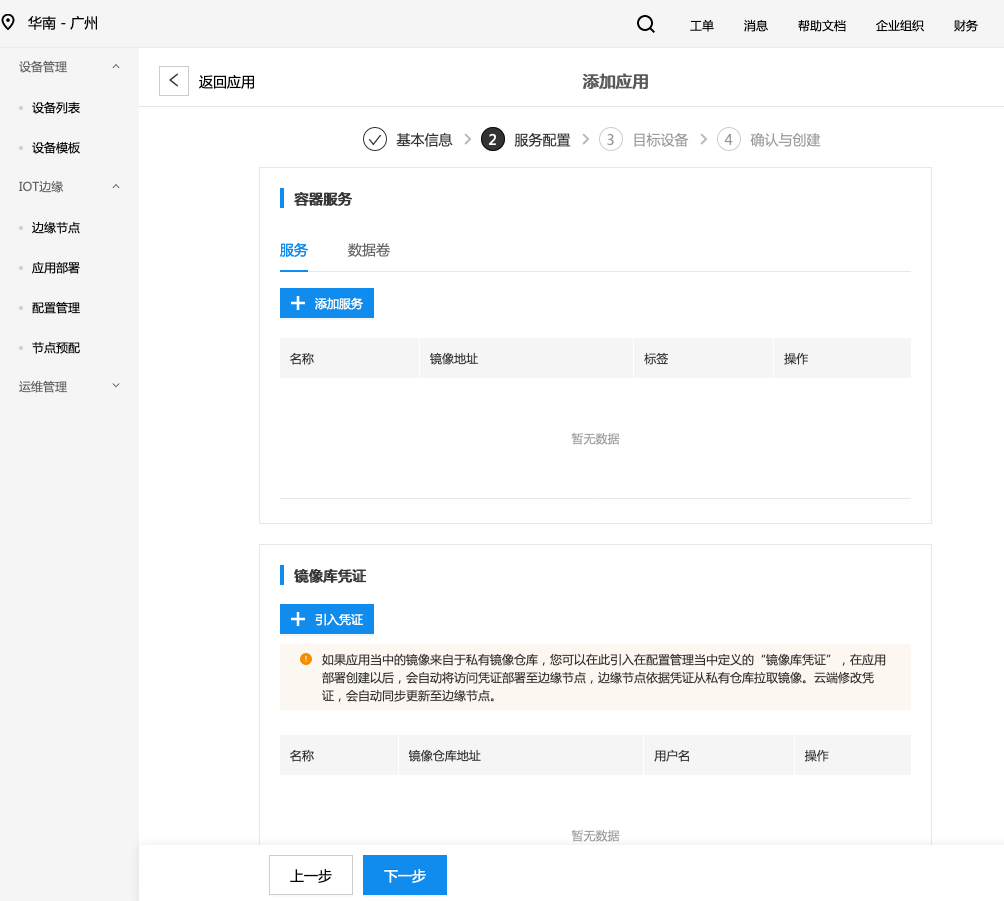 华南 - 广州
工单 消息 帮助文档 企业组织 财务
设备管理
设备列表
设备模板
IOT边缘
边缘节点
应用部署
配置管理
节点预配
运维管理
返回应用
添加应用
基本信息 2 服务配置 3 目标设备 4 确认与创建
容器服务
服务 数据卷
添加服务
名称 镜像地址 标签 操作
暂无数据
镜像库凭证
引入凭证
如果应用当中的镜像来自于私有镜像仓库，您可以在此引入在配置管理当中定义的“镜像库凭证”，在应用
部署创建以后，会自动将访问凭证部署至边缘节点，边缘节点依据凭证从私有仓库拉取镜像。云端修改凭
证，会自动同步更新至边缘节点。
名称 镜像仓库地址 用户名 操作
暂无数据
上一步 下一步